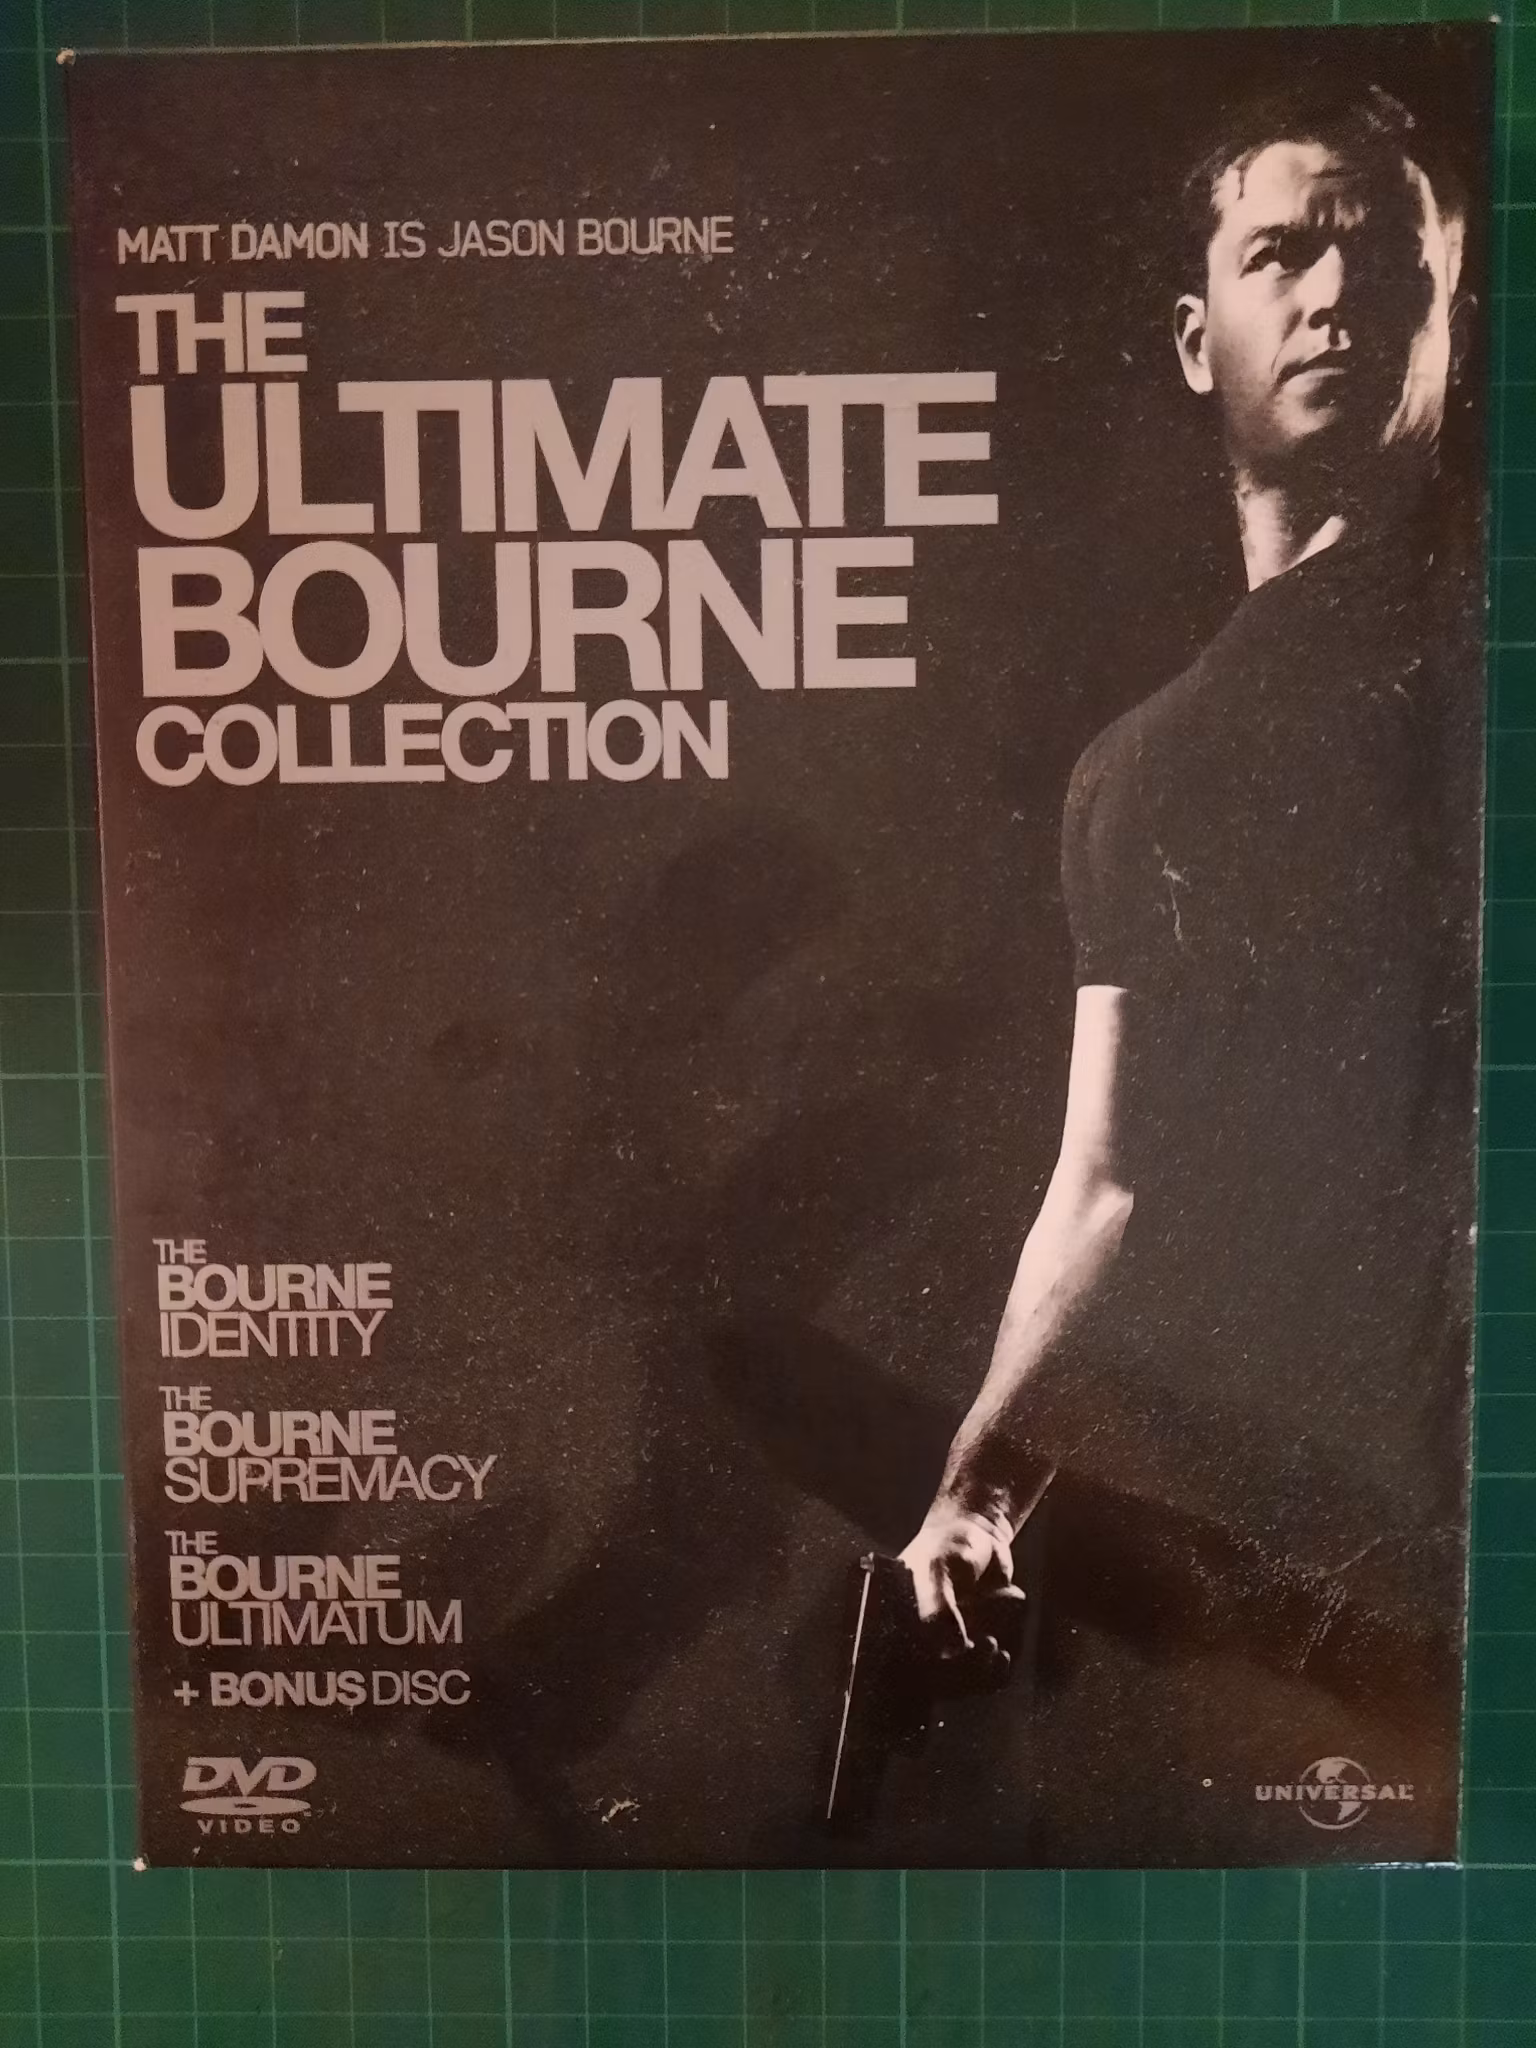 MATT DAMON IS JASON BOURNE
THE
ULTIMATE
BOURNE
COLLECTION
THE
BOURNE
IDENTITY
THE
BOURNE
SUPREMACY
THE
BOURNE
ULTIMATUM
+ BONUS DISC
DVD
VIDEO
UNIVERSAL